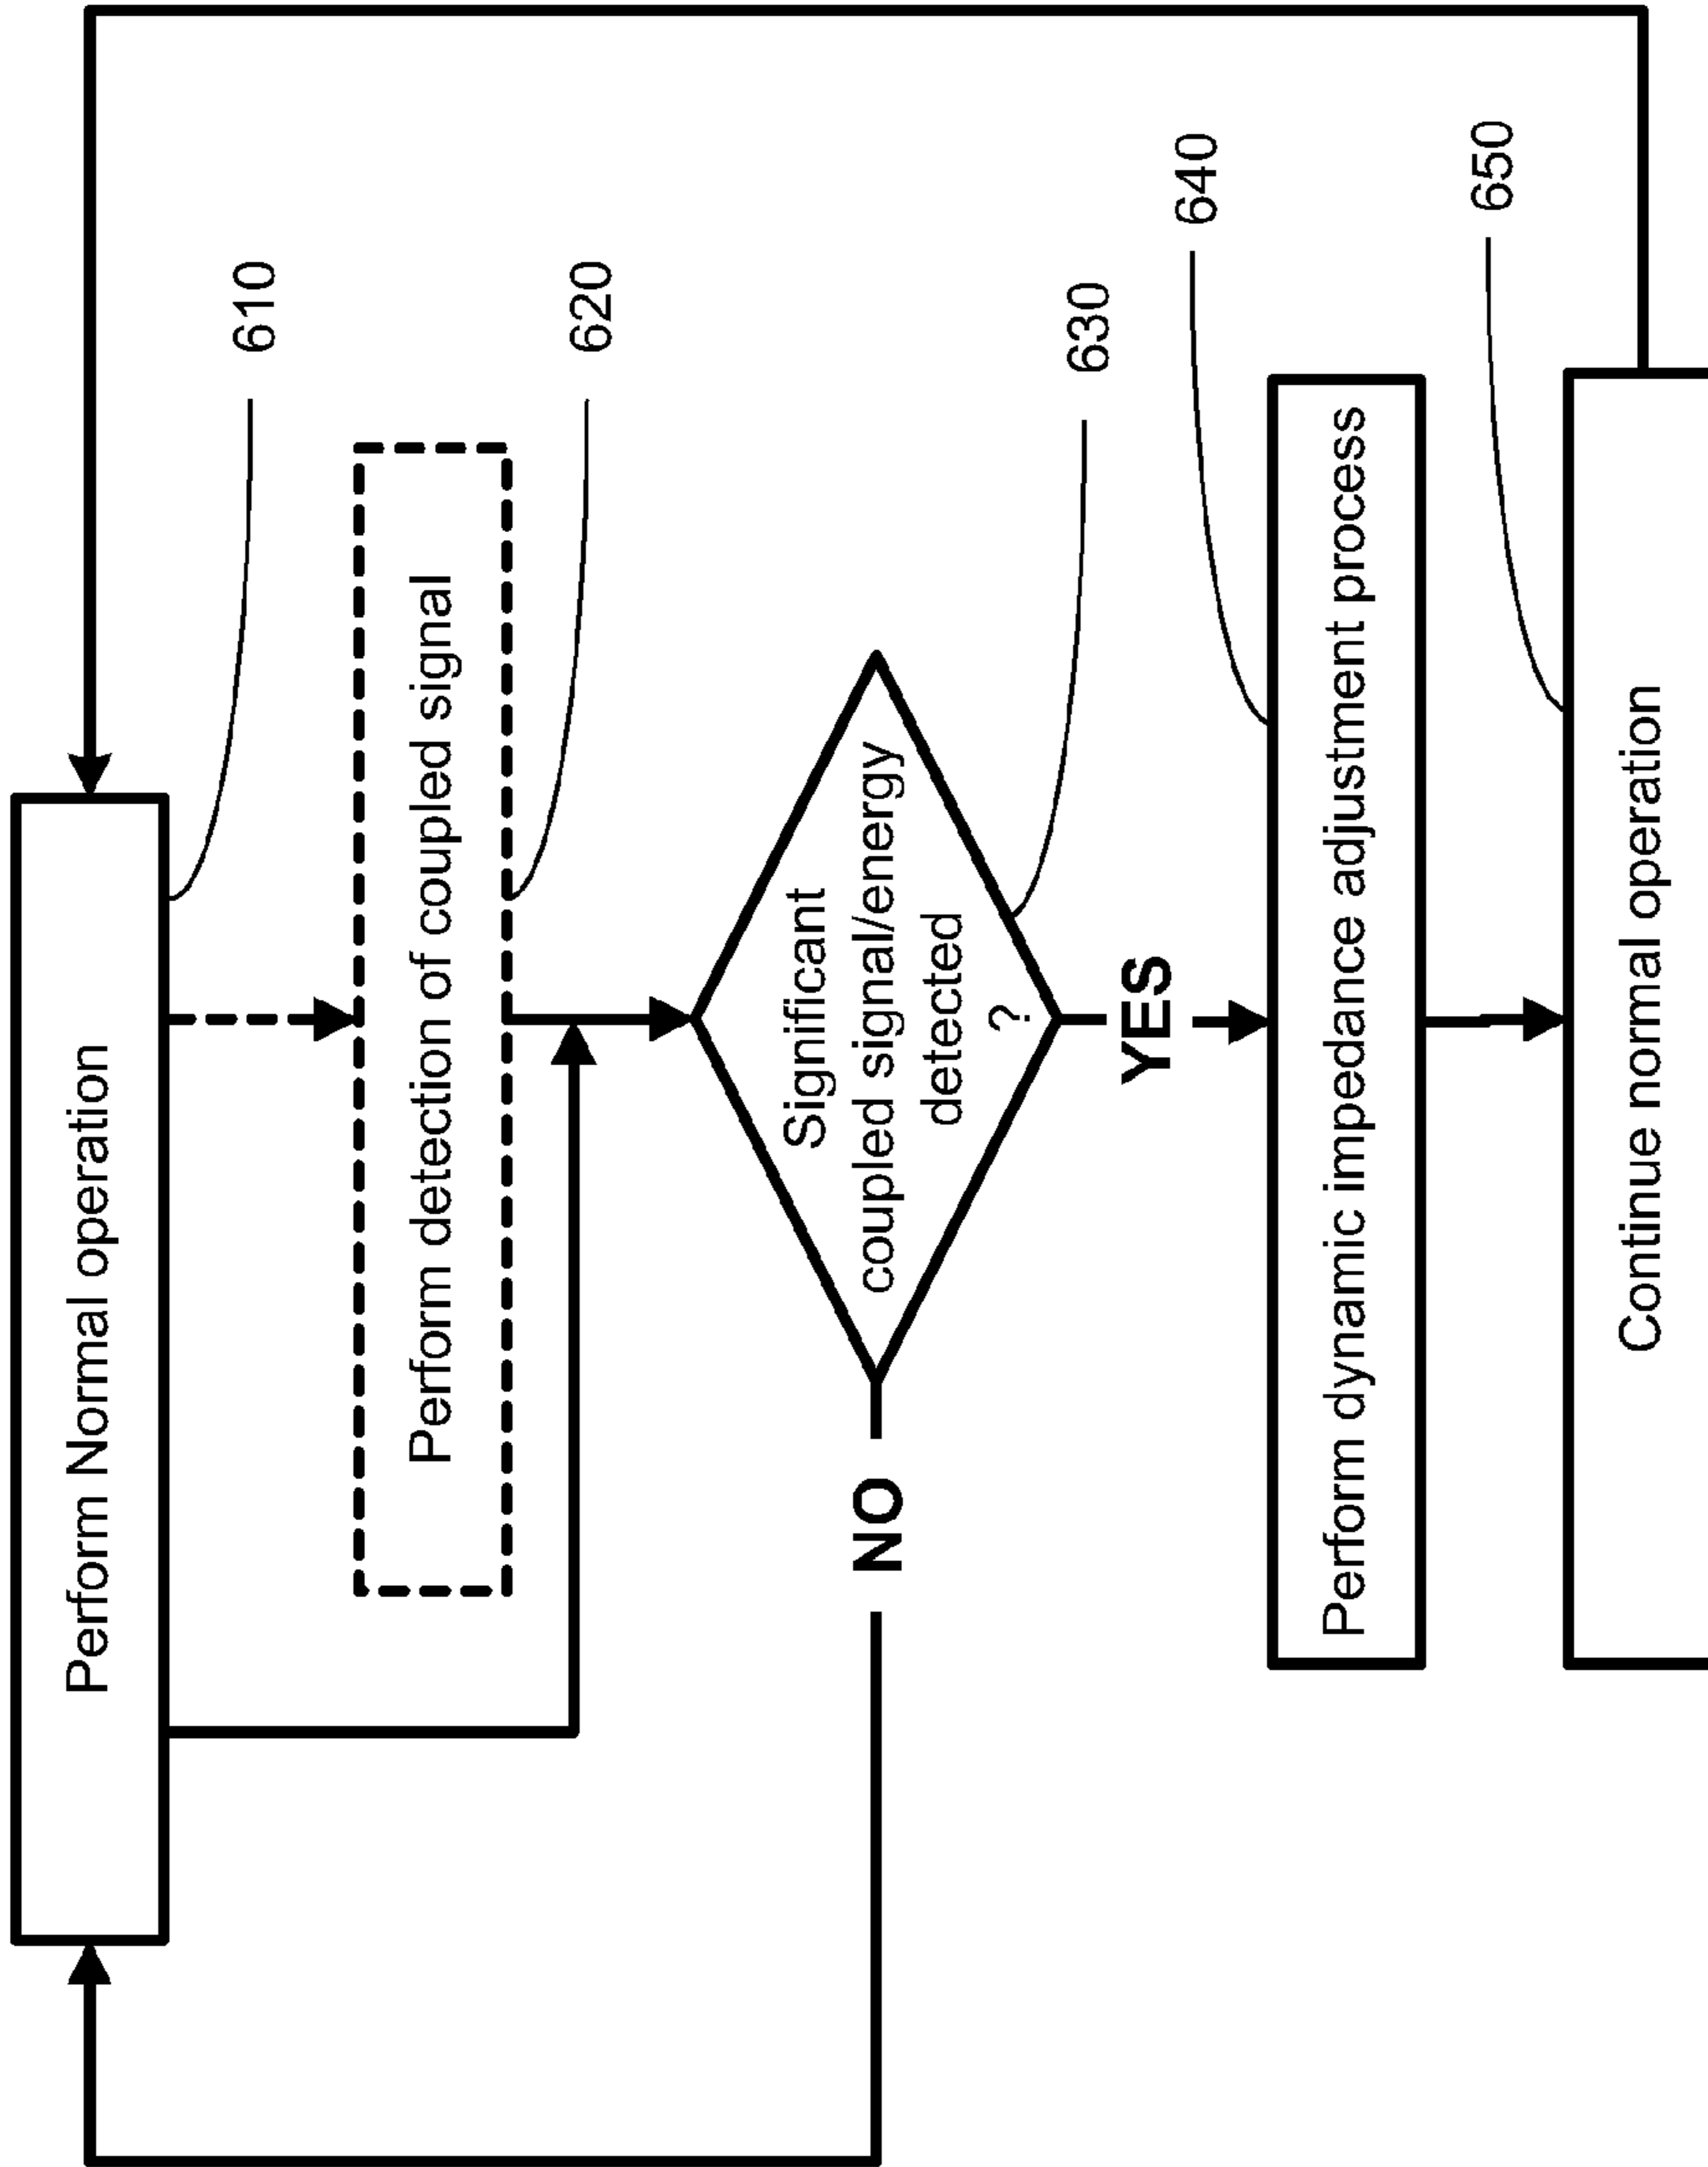 Perform Normal operation
610
Perform detection of coupled signal
620
Significant
coupled signal/energy
detected
?
630
NO
YES
640
Perform dynamic impedance adjustment process
650
Continue normal operation